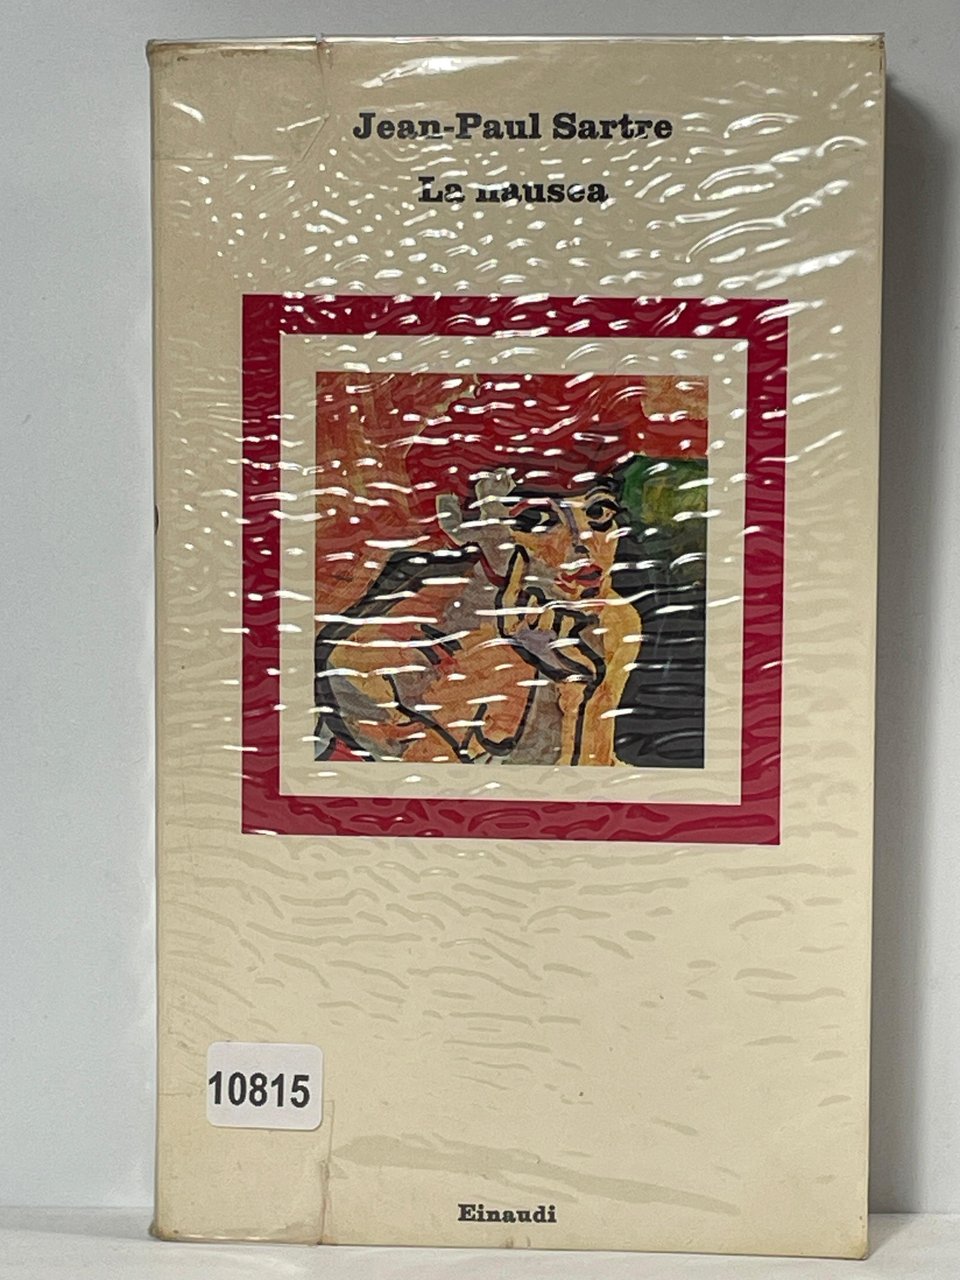 Jean-Paul Sartre
La nausea
10815
Einaudi